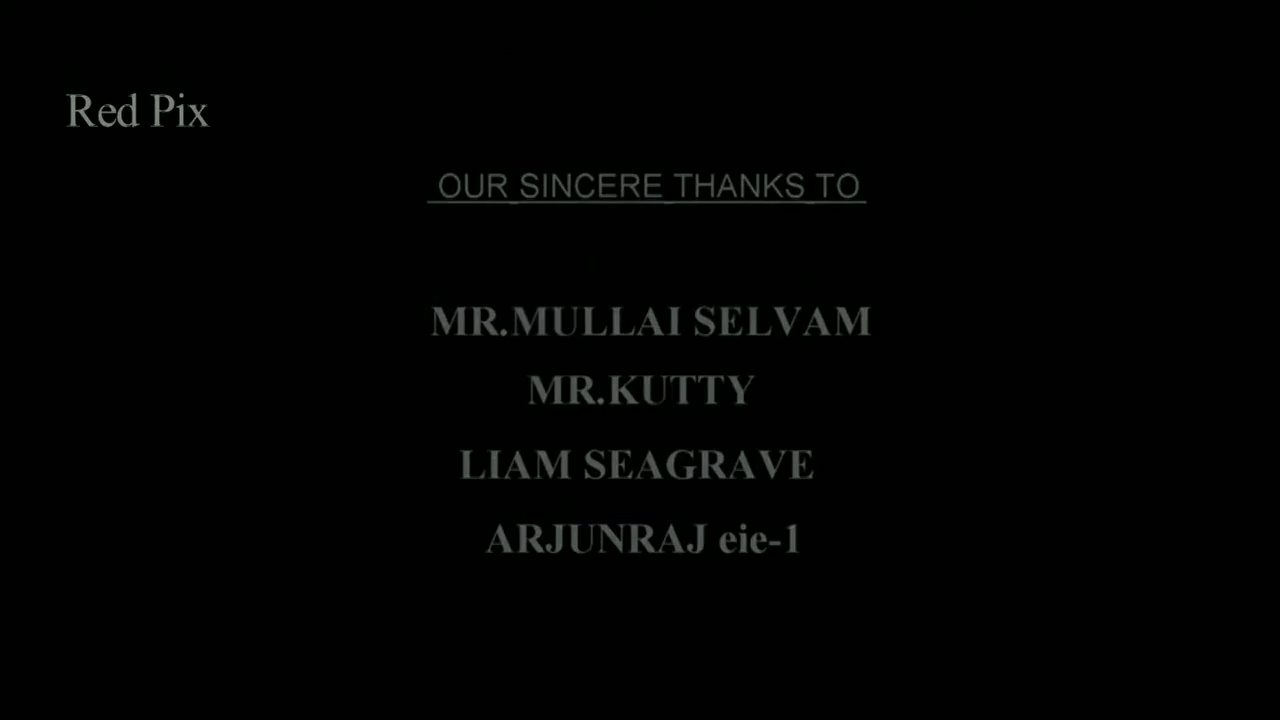 Red Pix
OUR SINCERE THANKS TO
MR.MULLAI SELVAM
MR.KUTTY
LIAM SEAGRAVE
ARJUNRAJ eie-1